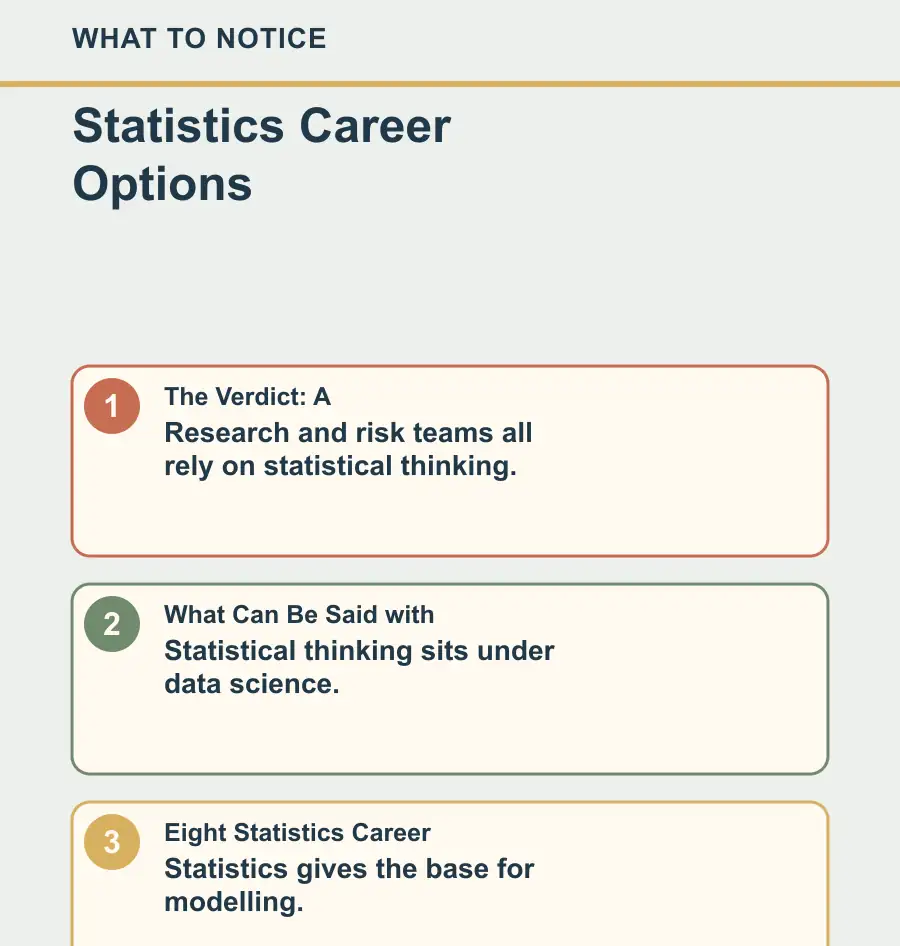 WHAT TO NOTICE
Statistics Career
Options
1
The Verdict: A
Research and risk teams all
rely on statistical thinking.
2
What Can Be Said with
Statistical thinking sits under
data science.
3
Eight Statistics Career
Statistics gives the base for
modelling.